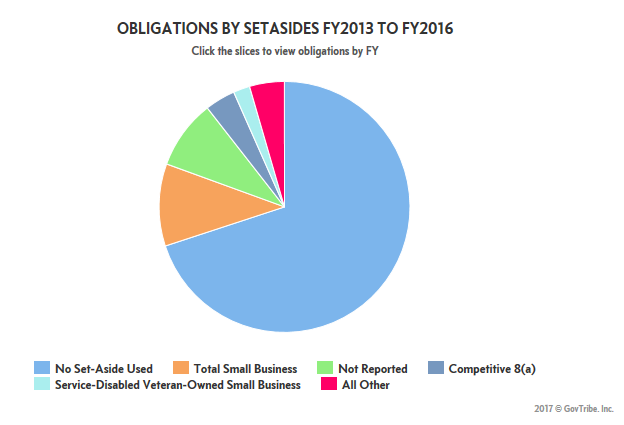 OBLIGATIONS BY SETASIDES FY2013 TO FY2016
Click the slices to view obligations by FY
No Set-Aside Used Total Small Business Not Reported Competitive 8(a)
Service-Disabled Veteran-Owned Small Business All Other
2017 © GovTribe. Inc.